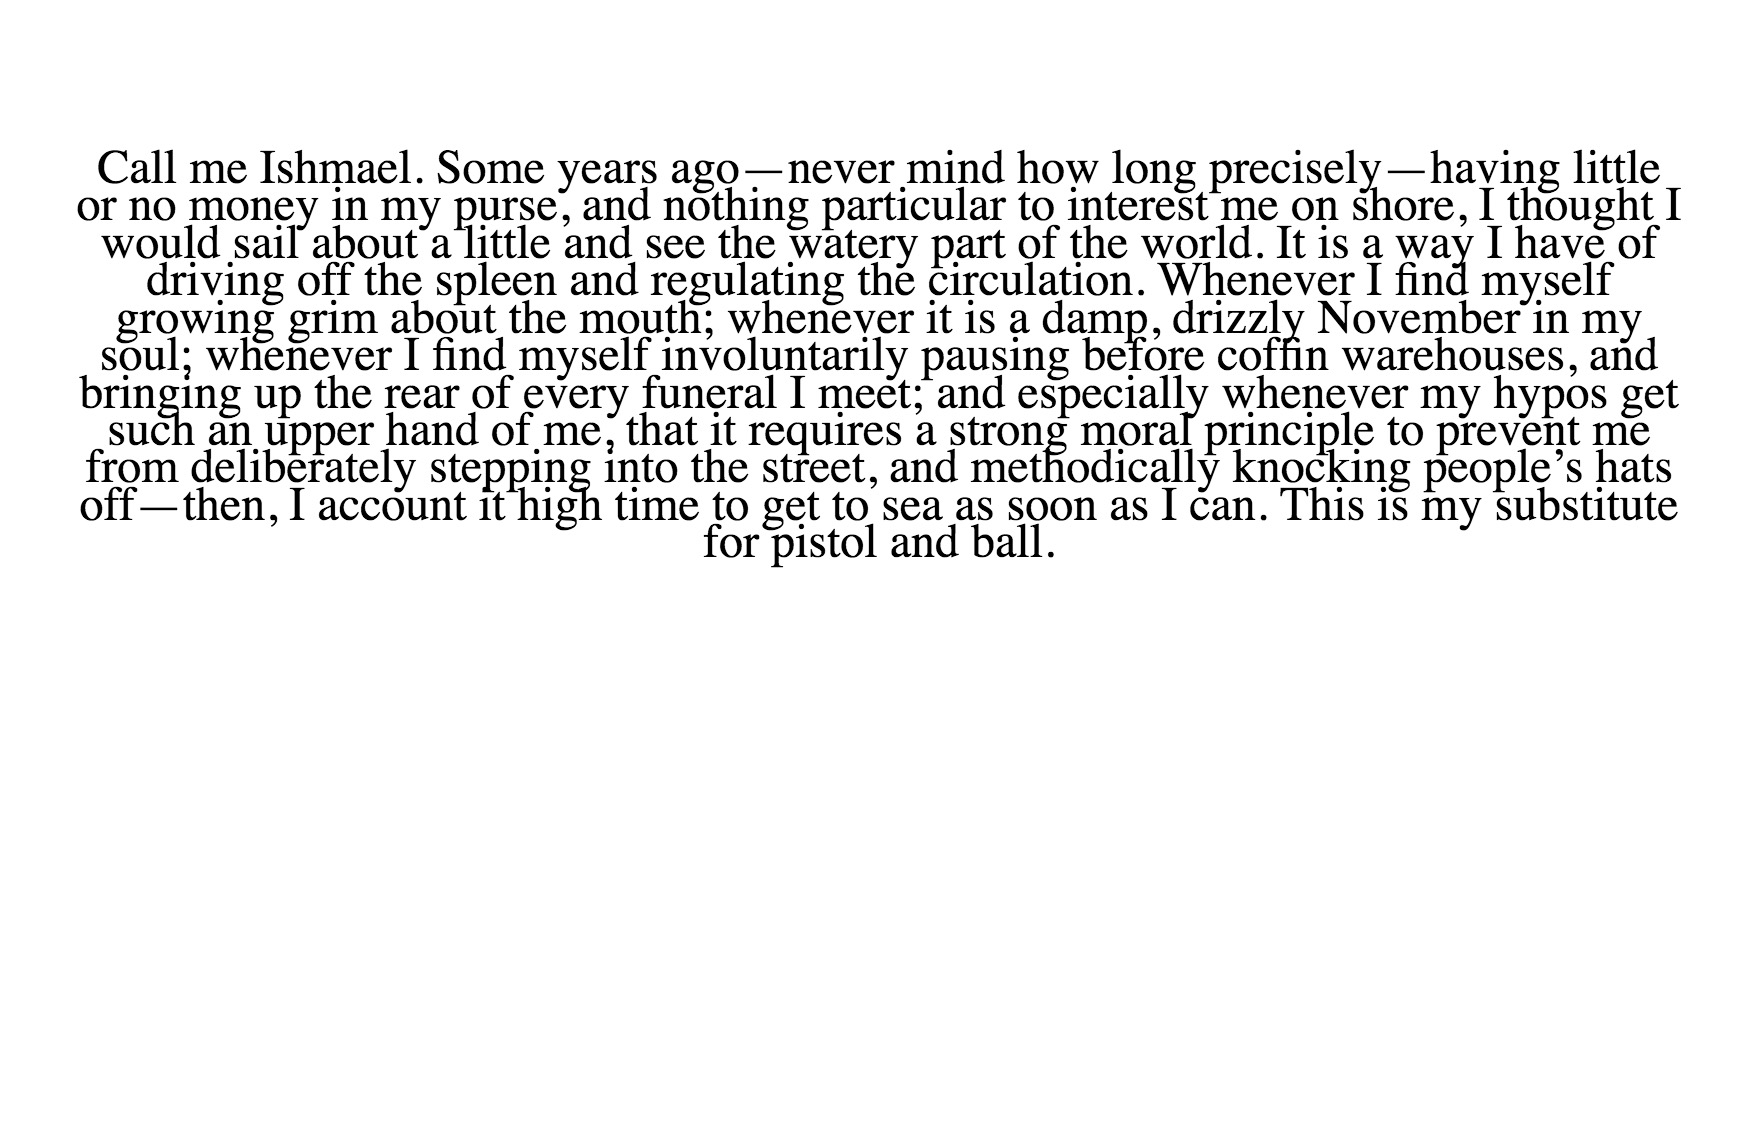 Call me Ishmael. Some years ago—never mind how long precisely—having little
or no money in my purse, and nothing particular to interest me on shore, I thought I
would sail about a little and see the watery part of the world. It is a way I have of
driving off the spleen and regulating the circulation. Whenever I find myself
growing grim about the mouth; whenever it is a damp, drizzly November in my
soul; whenever I find myself involuntarily pausing before coffin warehouses, and
bringing up the rear of every funeral I meet; and especially whenever my hypos get
such an upper hand of me, that it requires a strong moral principle to prevent me
from deliberately stepping into the street, and methodically knocking people’s hats
off—then, I account it high time to get to sea as soon as I can. This is my substitute
for pistol and ball.